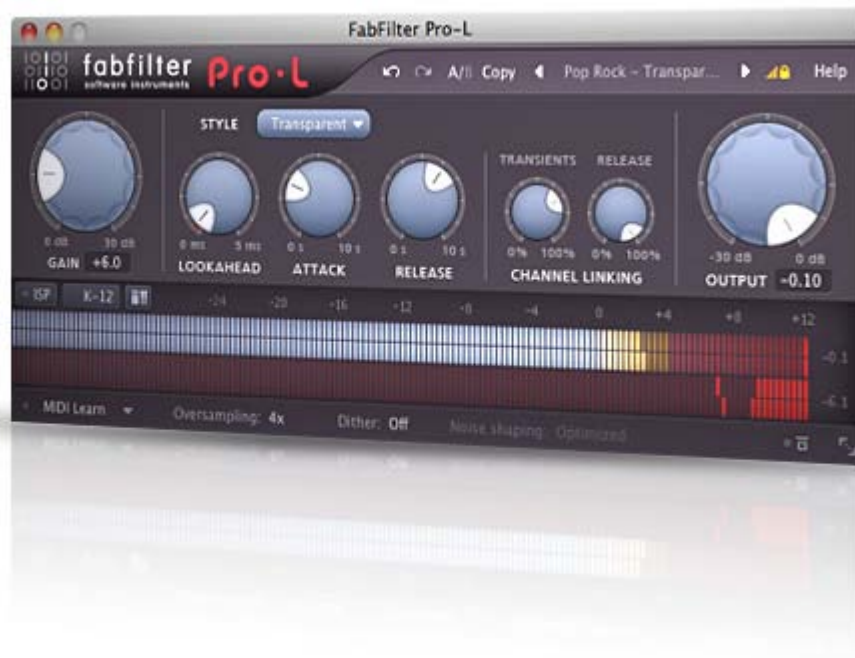 FabFilter Pro-L
fabfilter
software instruments
Pro·L
A/B Copy Pop Rock - Transpar... Help
STYLE Transparent
0 dB 30 dB
GAIN +6.0
0 ms 5 ms
LOOKAHEAD
0 s 10 s
ATTACK
0 s 10 s
RELEASE
TRANSIENTS RELEASE
0% 100% 0% 100%
CHANNEL LINKING
-30 dB 0 dB
OUTPUT -0.10
ISP K-12 -24 -20 -16 -12 -8 -4 0 +4 +8 +12
-0.1
-6.1
MIDI Learn Oversampling: 4x Dither: Off Noise shaping: Optimized